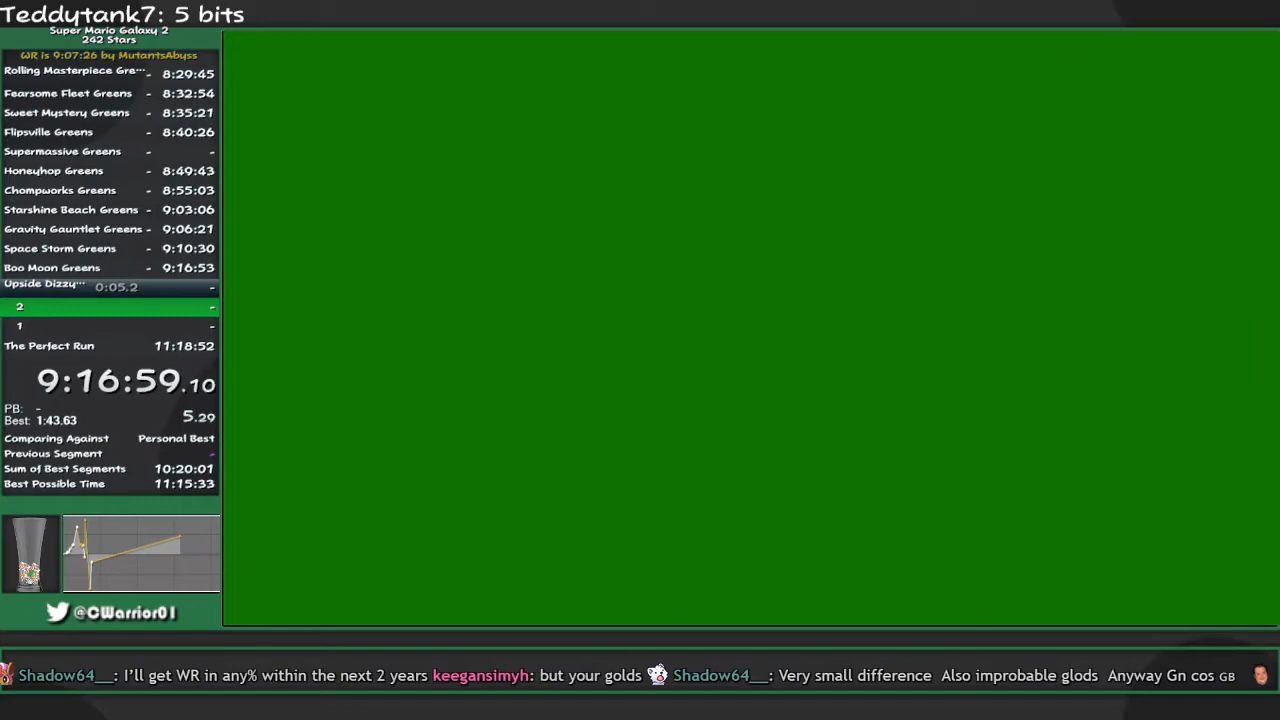 Teddytank7: 5 bits
Super Mario Galaxy 2
242 Stars
WR is 9:07:26 by MutantsAbyss
Rolling Masterpiece Gre... - 8:29:45
Fearsome Fleet Greens - 8:32:54
Sweet Mystery Greens - 8:35:21
Flipsville Greens - 8:40:26
Supermassive Greens - -
Honeyhop Greens - 8:49:43
Chompworks Greens - 8:55:03
Starshine Beach Greens - 9:03:06
Gravity Gauntlet Greens - 9:06:21
Space Storm Greens - 9:10:30
Boo Moon Greens - 9:16:53
Upside Dizzy... 0:05.2 -
2 -
1 -
The Perfect Run 11:18:52
9:16:59.10
PB: - 5.29
Best: 1:43.63
Comparing Against Personal Best
Previous Segment -
Sum of Best Segments 10:20:01
Best Possible Time 11:15:33
@CWarrior01
Shadow64__: I'll get WR in any% within the next 2 years keegansimyh: but your golds Shadow64__: Very small difference Also improbable glods Anyway Gn cos GB